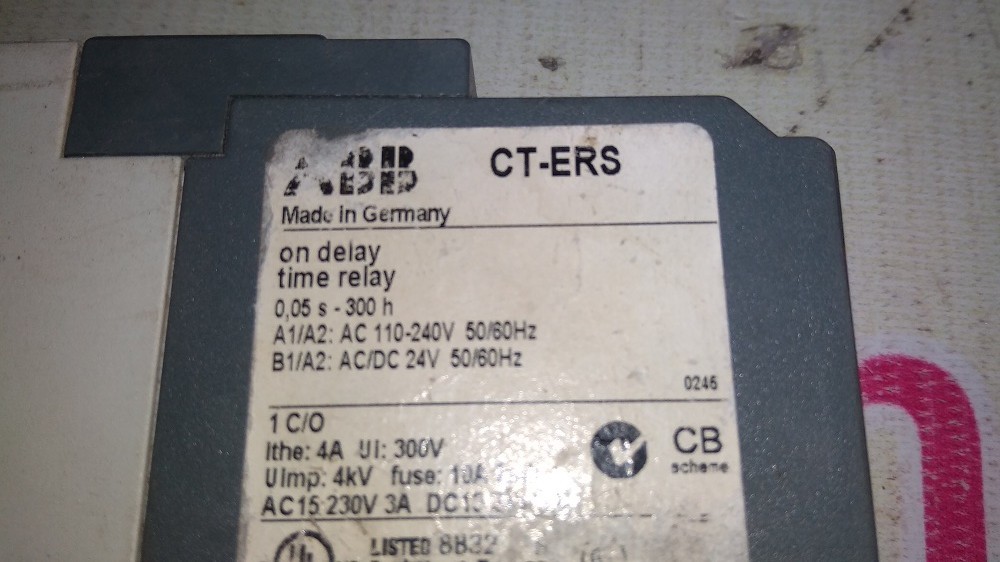 ABB CT-ERS
Made in Germany
on delay
time relay
0,05 s - 300 h
A1/A2: AC 110-240V 50/60Hz
B1/A2: AC/DC 24V 50/60Hz
0246
1 C/O
Ithe: 4A UI: 300V
UImp: 4kV fuse: 10A
CB
scheme
AC15 230V 3A
LISTED 8B32